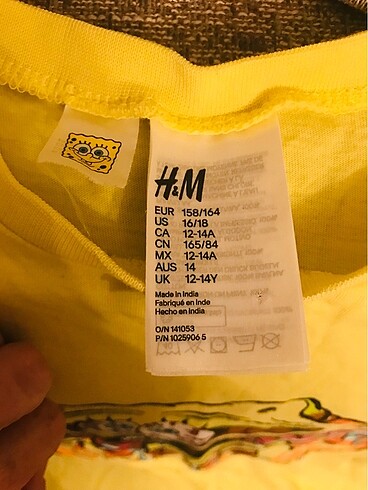 H&M
EUR 158/164
US 16/18
CA 12-14A
CN 165/84
MX 12-14A
AUS 14
UK 12-14Y
Made in India
Fabriqué en Inde
Hecho en India
O/N 141053
P/N 1025906 5